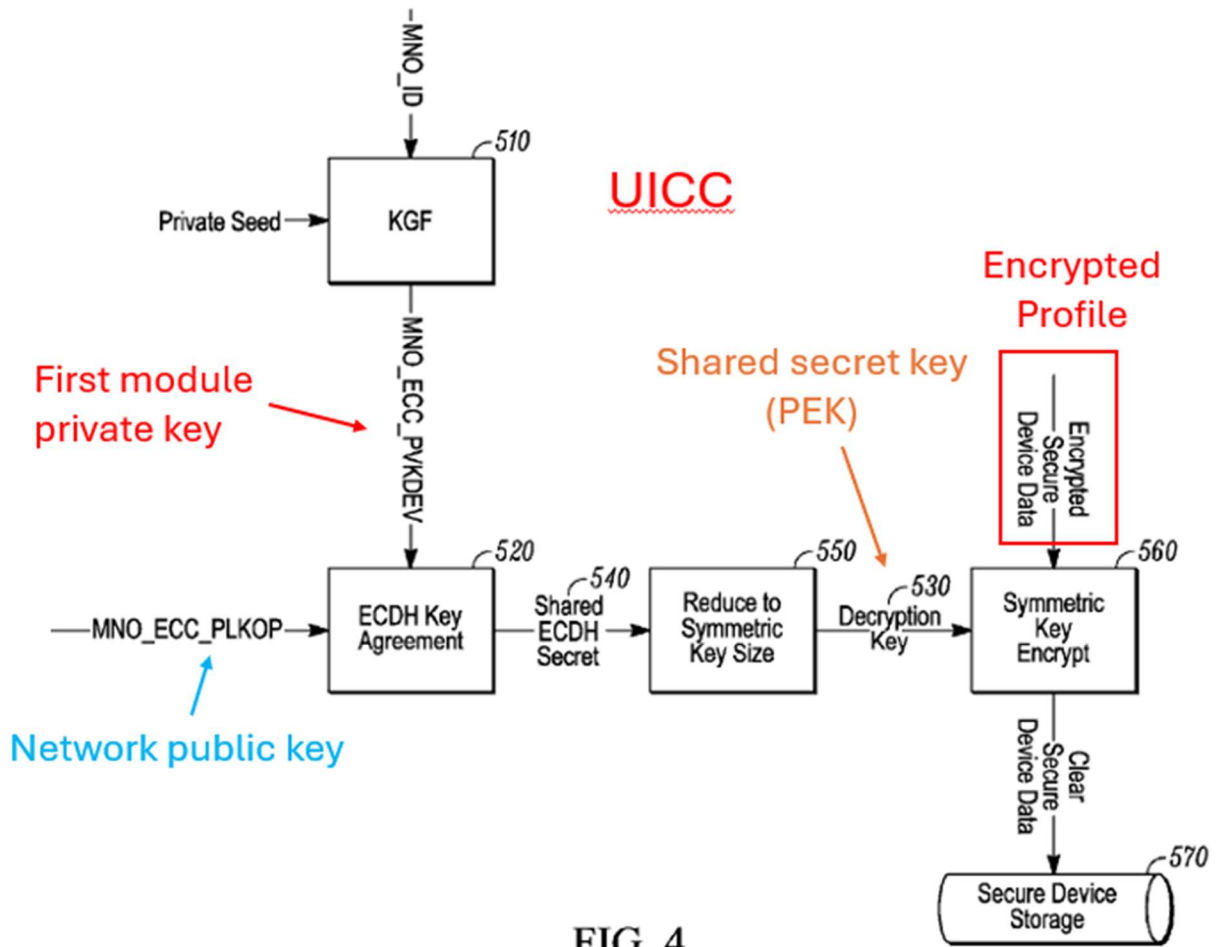 MNO_ID
510
KGF
Private Seed
UICC
Encrypted
Profile
First module
private key
MNO_ECC_PVKDEV
Shared secret key
(PEK)
Encrypted
Secure
Device Data
520
ECDH Key
Agreement
MNO_ECC_PLKOP
540
Shared
ECDH
Secret
550
Reduce to
Symmetric
Key Size
530
Decryption
Key
560
Symmetric
Key
Encrypt
Network public key
Clear
Secure
Device Data
570
Secure Device
Storage
FIG. 4